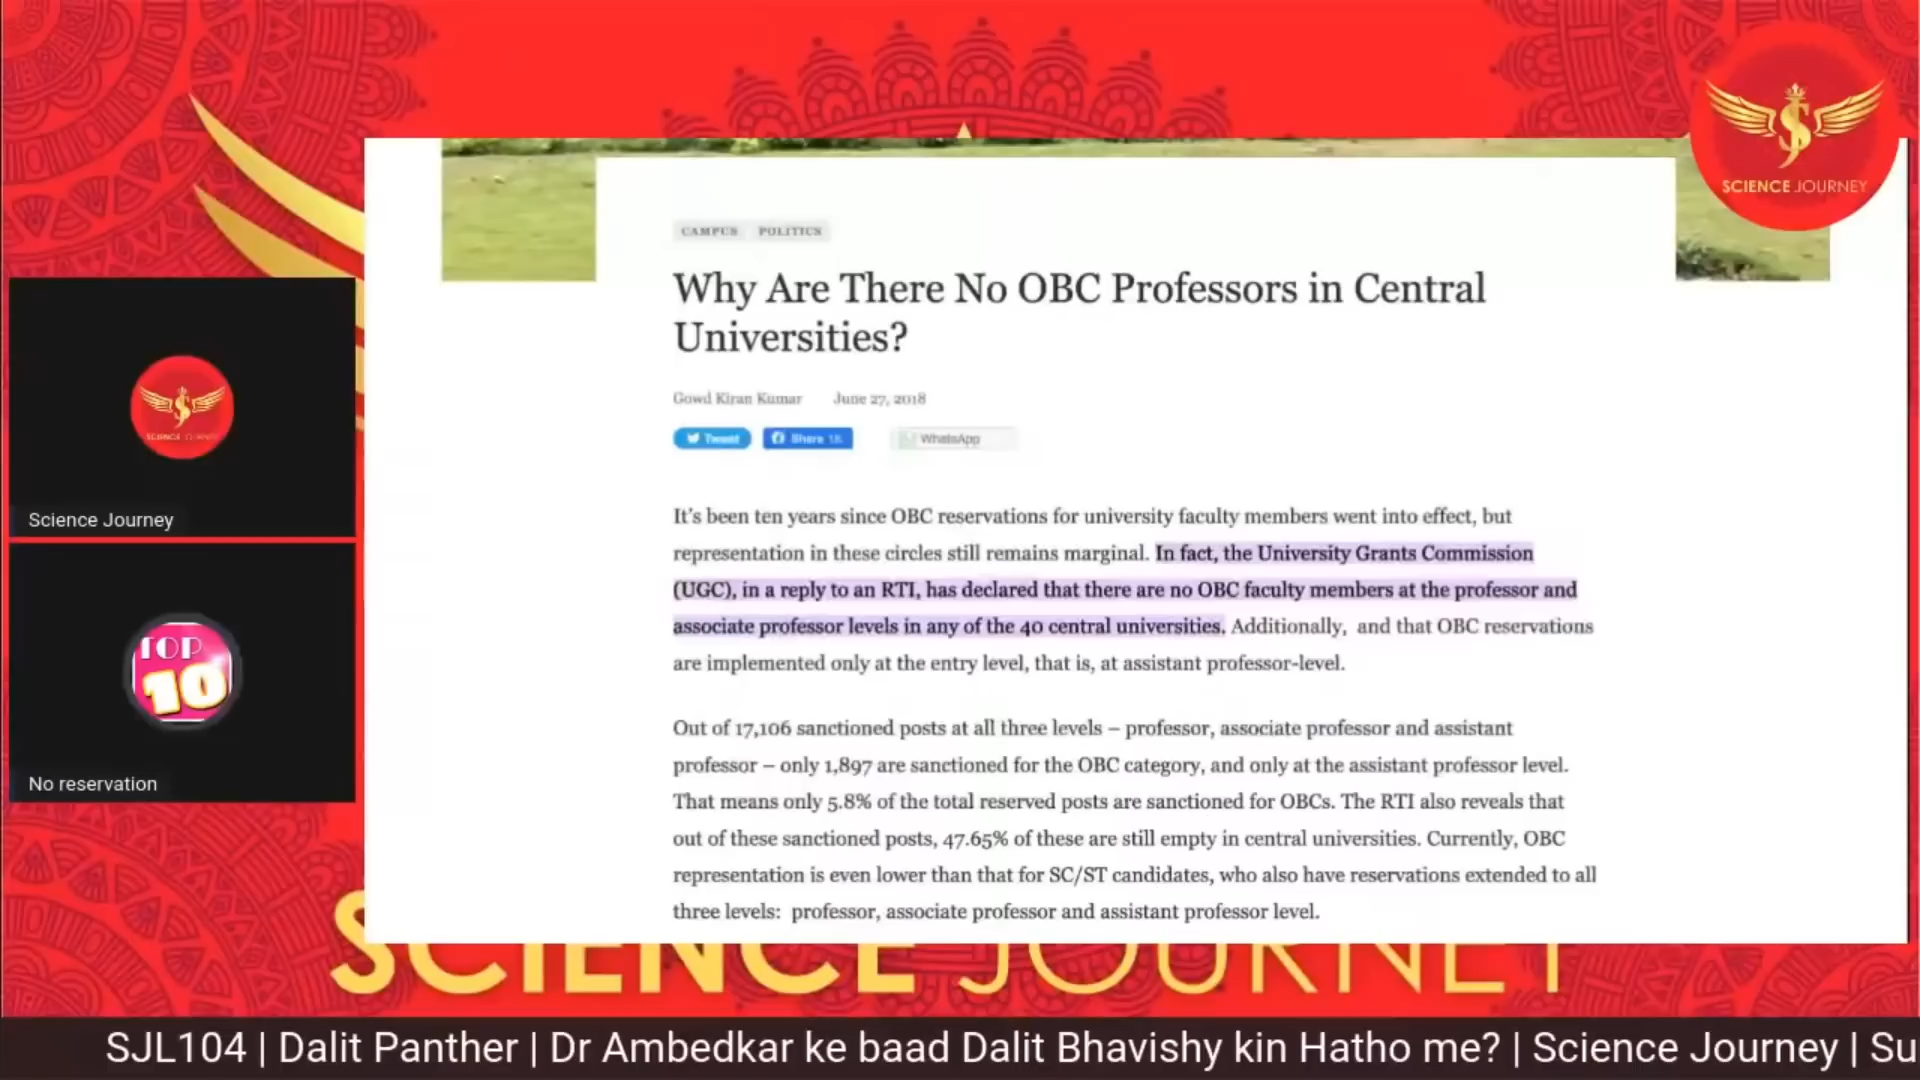 SCIENCE JOURNEY
CAMPUS POLITICS
Why Are There No OBC Professors in Central
Universities?
Gowd Kiran Kumar June 27, 2018
Tweet Share 1K WhatsApp
It's been ten years since OBC reservations for university faculty members went into effect, but
representation in these circles still remains marginal. In fact, the University Grants Commission
(UGC), in a reply to an RTI, has declared that there are no OBC faculty members at the professor and
associate professor levels in any of the 40 central universities. Additionally, and that OBC reservations
are implemented only at the entry level, that is, at assistant professor-level.
Out of 17,106 sanctioned posts at all three levels – professor, associate professor and assistant
professor – only 1,897 are sanctioned for the OBC category, and only at the assistant professor level.
That means only 5.8% of the total reserved posts are sanctioned for OBCs. The RTI also reveals that
out of these sanctioned posts, 47.65% of these are still empty in central universities. Currently, OBC
representation is even lower than that for SC/ST candidates, who also have reservations extended to all
three levels: professor, associate professor and assistant professor level.
SCIENCE JOURNEY
Science Journey
TOP
10
No reservation
SCIENCE JOURNEY
SJL104 | Dalit Panther | Dr Ambedkar ke baad Dalit Bhavishy kin Hatho me? | Science Journey | Su